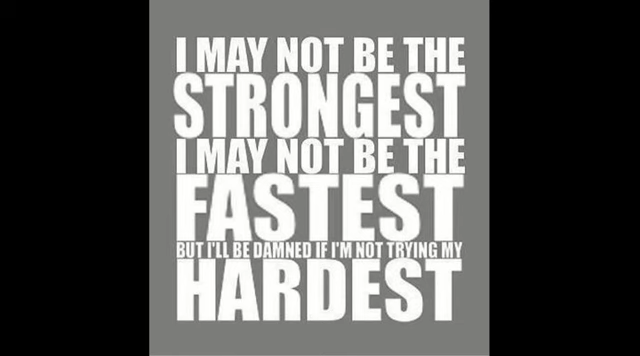 I MAY NOT BE THE
STRONGEST
I MAY NOT BE THE
FASTEST
BUT I'LL BE DAMNED IF I'M NOT TRYING MY
HARDEST